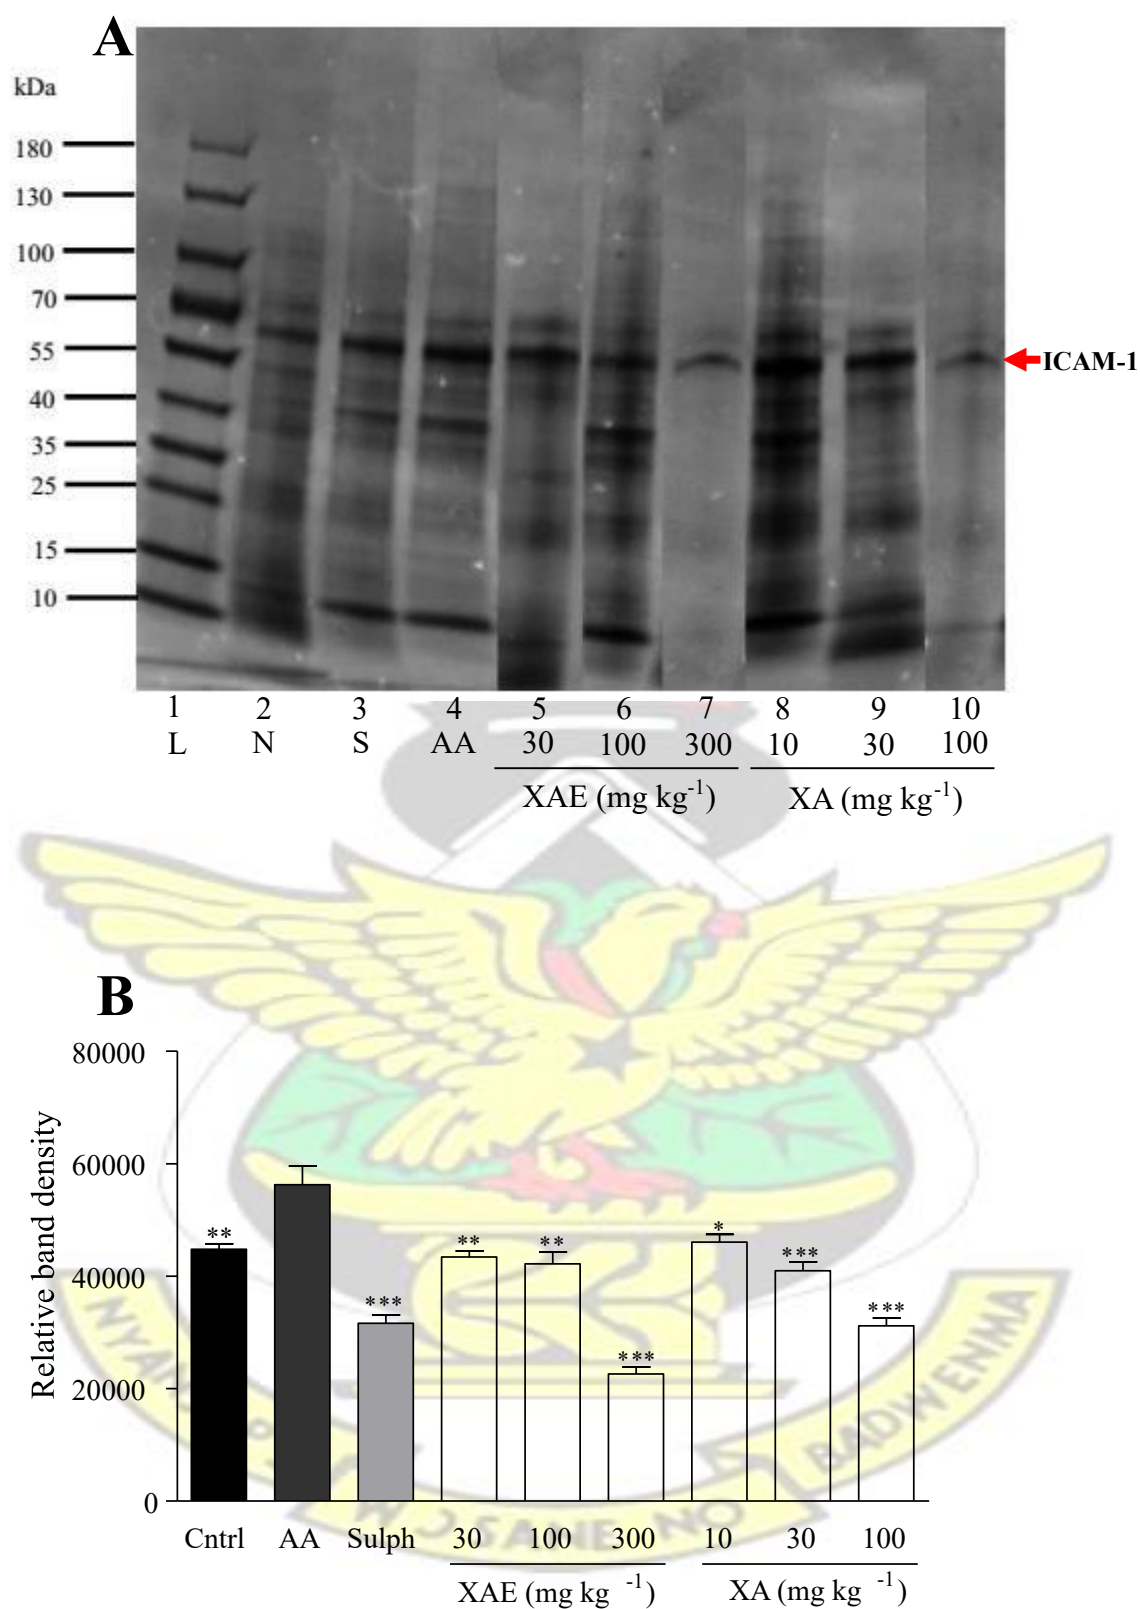 A
kDa
180
130
100
70
55
40
35
25
15
10
ICAM-1
1 2 3 4 5 6 7 8 9 10
L N S AA 30 100 300 10 30 100
XAE (mg kg-1) XA (mg kg-1)
B
80000
60000
40000
20000
0
Relative band density
** *** ** ** *** * *** ***
Cntrl AA Sulph 30 100 300 10 30 100
XAE (mg kg -1) XA (mg kg -1)
BADWENMA
WOSANE NO